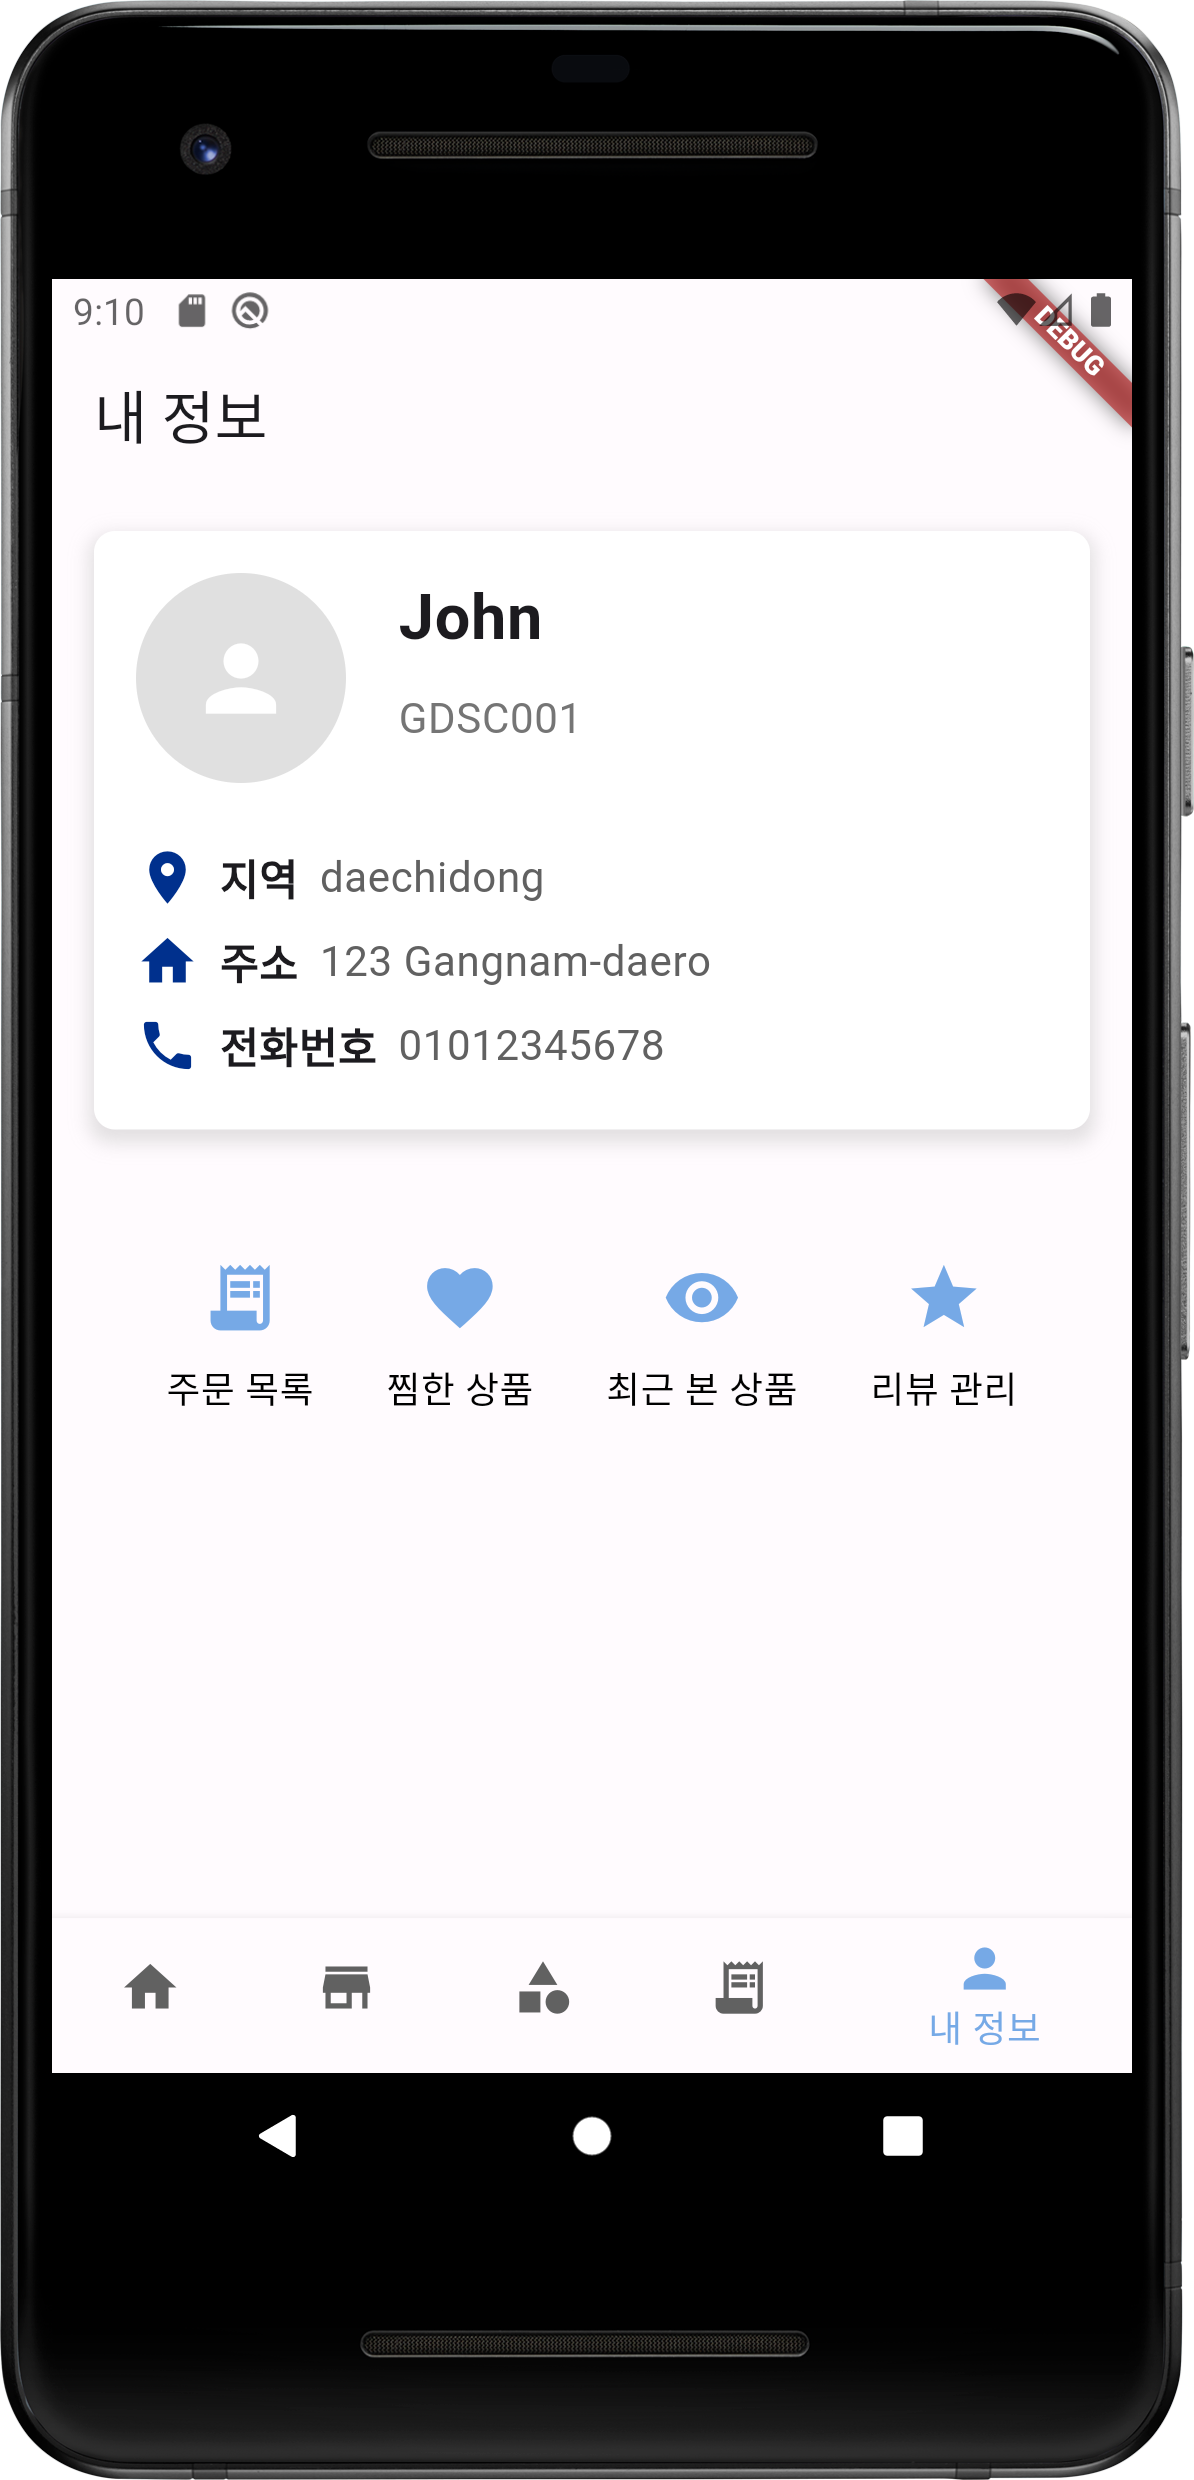 9:10
DEBUG
내 정보
John
GDSC001
지역 daechidong
주소 123 Gangnam-daero
전화번호 01012345678
주문 목록 찜한 상품 최근 본 상품 리뷰 관리
내 정보